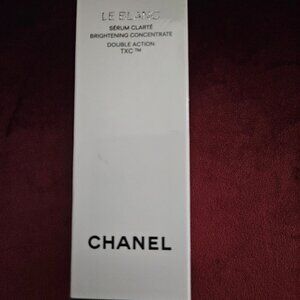 LE BLANC
SÉRUM CLARTÉ
BRIGHTENING CONCENTRATE
DOUBLE ACTION
TXC™
CHANEL